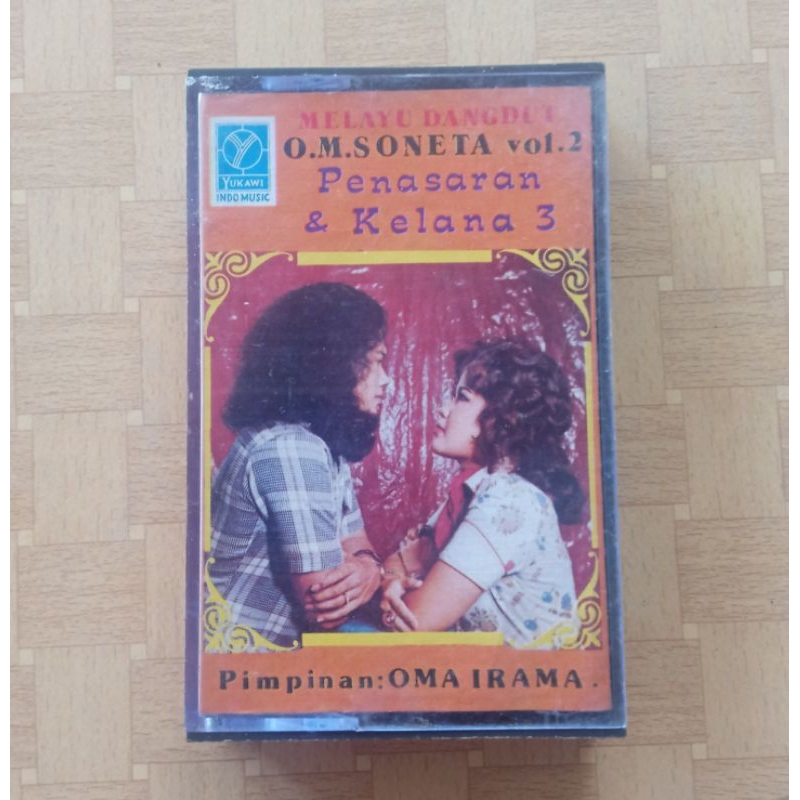 MELAYU DANGDUT
O.M.SONETA vol.2
Penasaran
& Kelana 3
YUKAWI
INDO MUSIC
Pimpinan: OMA IRAMA.